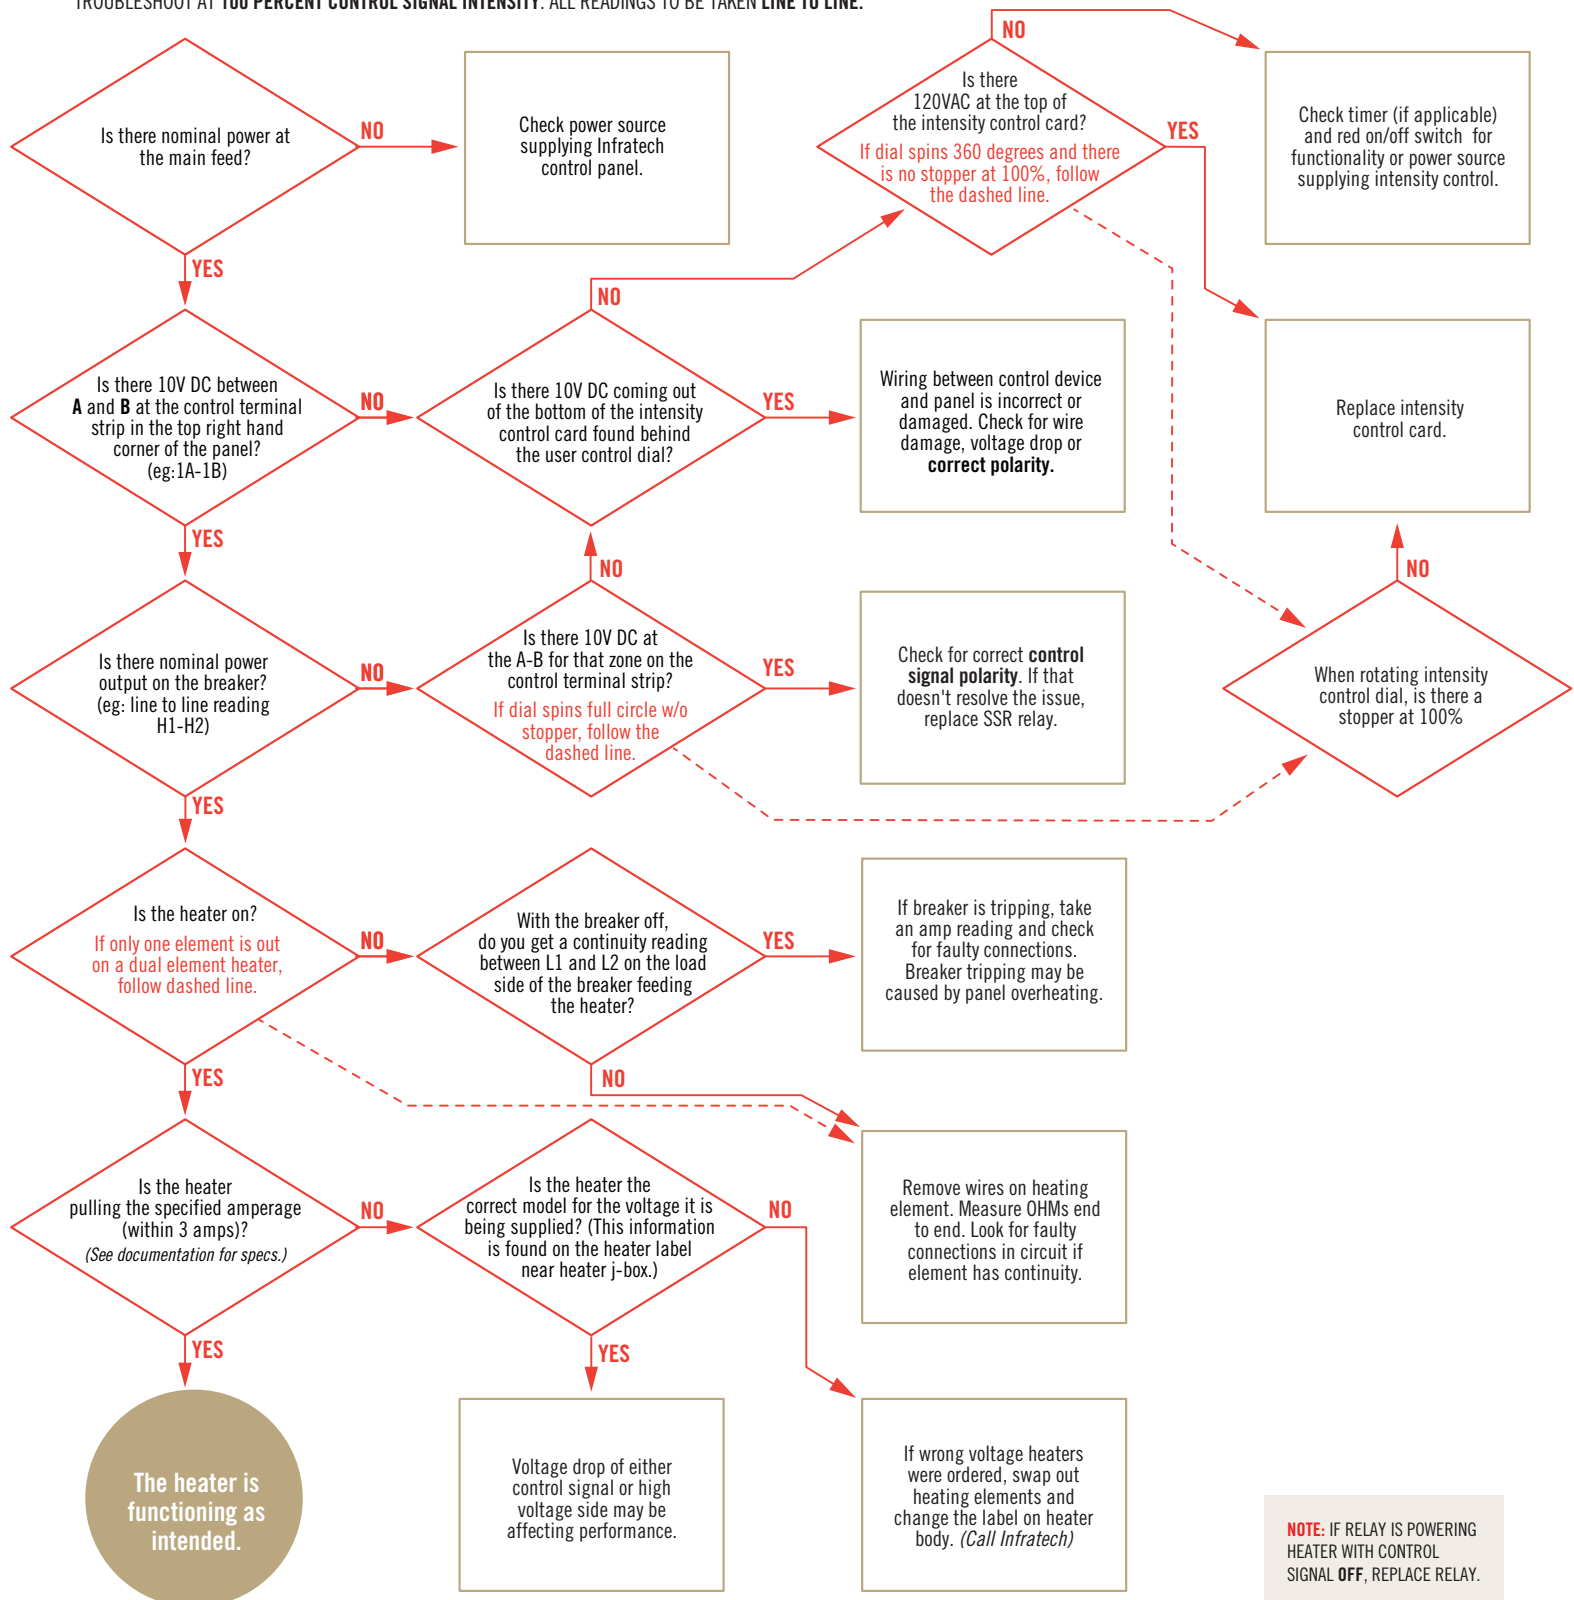 TROUBLESHOOT AT 100 PERCENT CONTROL SIGNAL INTENSITY. ALL READINGS TO BE TAKEN LINE TO LINE.
Is there nominal power at
the main feed?
NO
YES
Check power source
supplying Infratech
control panel.
Is there
120VAC at the top of
the intensity control card?
If dial spins 360 degrees and there
is no stopper at 100%, follow
the dashed line.
NO
YES
Check timer (if applicable)
and red on/off switch for
functionality or power source
supplying intensity control.
Is there 10V DC between
A and B at the control terminal
strip in the top right hand
corner of the panel?
(eg:1A-1B)
NO
YES
Is there 10V DC coming out
of the bottom of the intensity
control card found behind
the user control dial?
NO
YES
Wiring between control device
and panel is incorrect or
damaged. Check for wire
damage, voltage drop or
correct polarity.
Replace intensity
control card.
Is there nominal power
output on the breaker?
(eg: line to line reading
H1-H2)
NO
YES
Is there 10V DC at
the A-B for that zone on the
control terminal strip?
If dial spins full circle w/o
stopper, follow the
dashed line.
NO
YES
Check for correct control
signal polarity. If that
doesn't resolve the issue,
replace SSR relay.
When rotating intensity
control dial, is there a
stopper at 100%
NO
Is the heater on?
If only one element is out
on a dual element heater,
follow dashed line.
NO
YES
With the breaker off,
do you get a continuity reading
between L1 and L2 on the load
side of the breaker feeding
the heater?
YES
NO
If breaker is tripping, take
an amp reading and check
for faulty connections.
Breaker tripping may be
caused by panel overheating.
Is the heater
pulling the specified amperage
(within 3 amps)?
(See documentation for specs.)
NO
YES
Is the heater the
correct model for the voltage it is
being supplied? (This information
is found on the heater label
near heater j-box.)
NO
YES
Remove wires on heating
element. Measure OHMs end
to end. Look for faulty
connections in circuit if
element has continuity.
The heater is
functioning as
intended.
Voltage drop of either
control signal or high
voltage side may be
affecting performance.
If wrong voltage heaters
were ordered, swap out
heating elements and
change the label on heater
body. (Call Infratech)
NOTE: IF RELAY IS POWERING
HEATER WITH CONTROL
SIGNAL OFF, REPLACE RELAY.